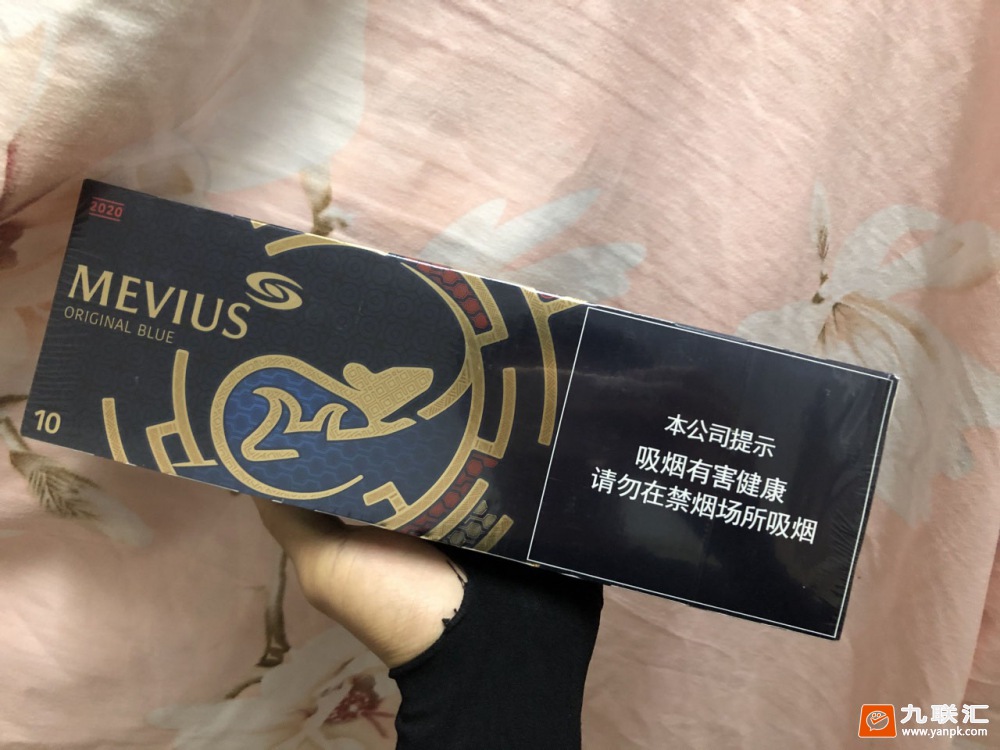 2020
MEVIUS
ORIGINAL BLUE
10
本公司提示
吸烟有害健康
请勿在禁烟场所吸烟
九联汇
www.yanpk.com